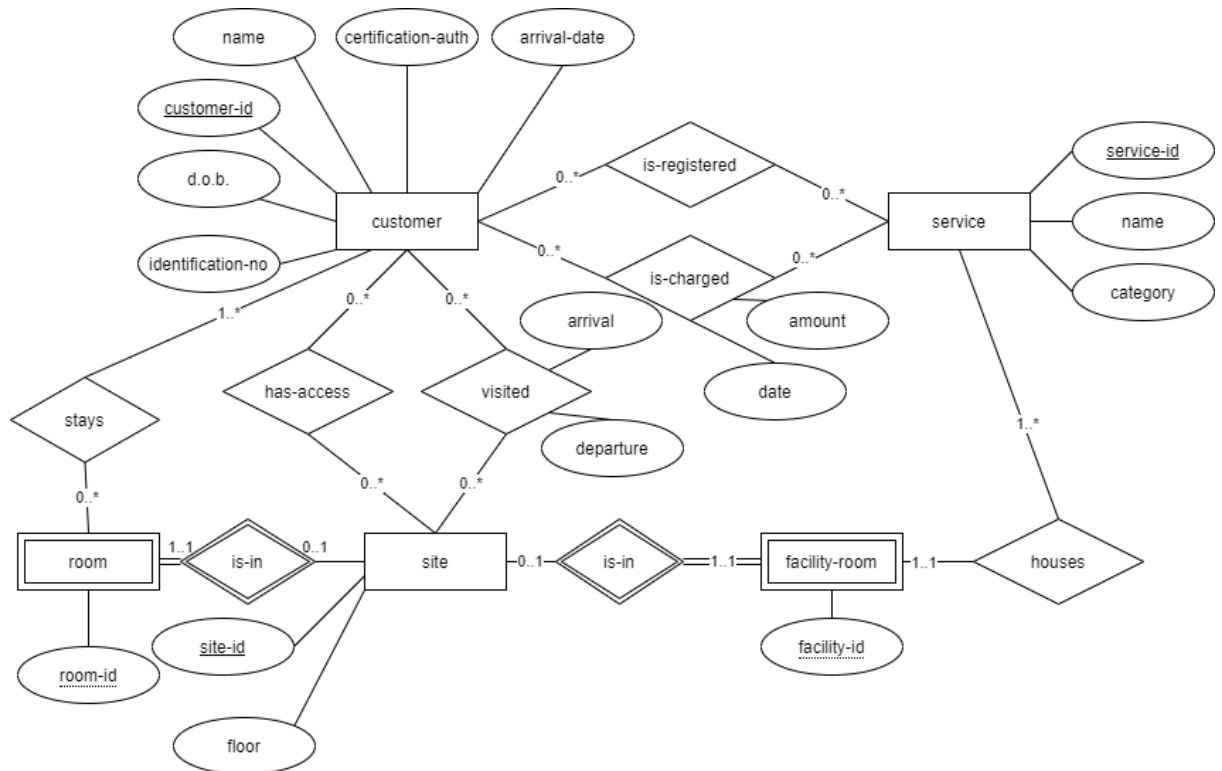 name
certification-auth
arrival-date
customer-id
service-id
is-registered
0..*
0..*
d.o.b.
customer
service
name
0..*
0..*
identification-no
is-charged
category
0..*
0..*
arrival
amount
1..*
has-access
visited
date
stays
departure
1..*
0..*
0..*
0..*
room
1..1
is-in
0..1
site
0..1
is-in
1..1
facility-room
1..1
houses
site-id
facility-id
room-id
floor